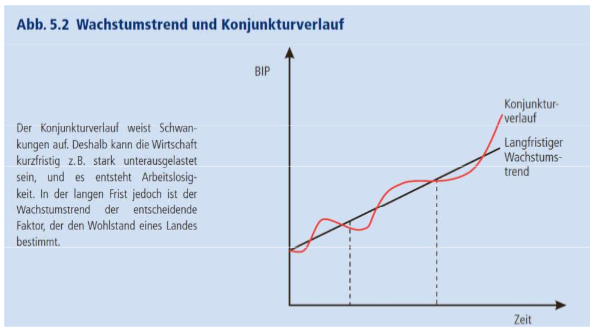 Abb. 5.2 Wachstumstrend und Konjunkturverlauf
BIP
Der Konjunkturverlauf weist Schwan-
kungen auf. Deshalb kann die Wirtschaft
kurzfristig z.B. stark unterausgelastet
sein, und es entsteht Arbeitslosig-
keit. In der langen Frist jedoch ist der
Wachstumstrend der entscheidende
Faktor, der den Wohlstand eines Landes
bestimmt.
Konjunktur-
verlauf
Langfristiger
Wachstums-
trend
Zeit